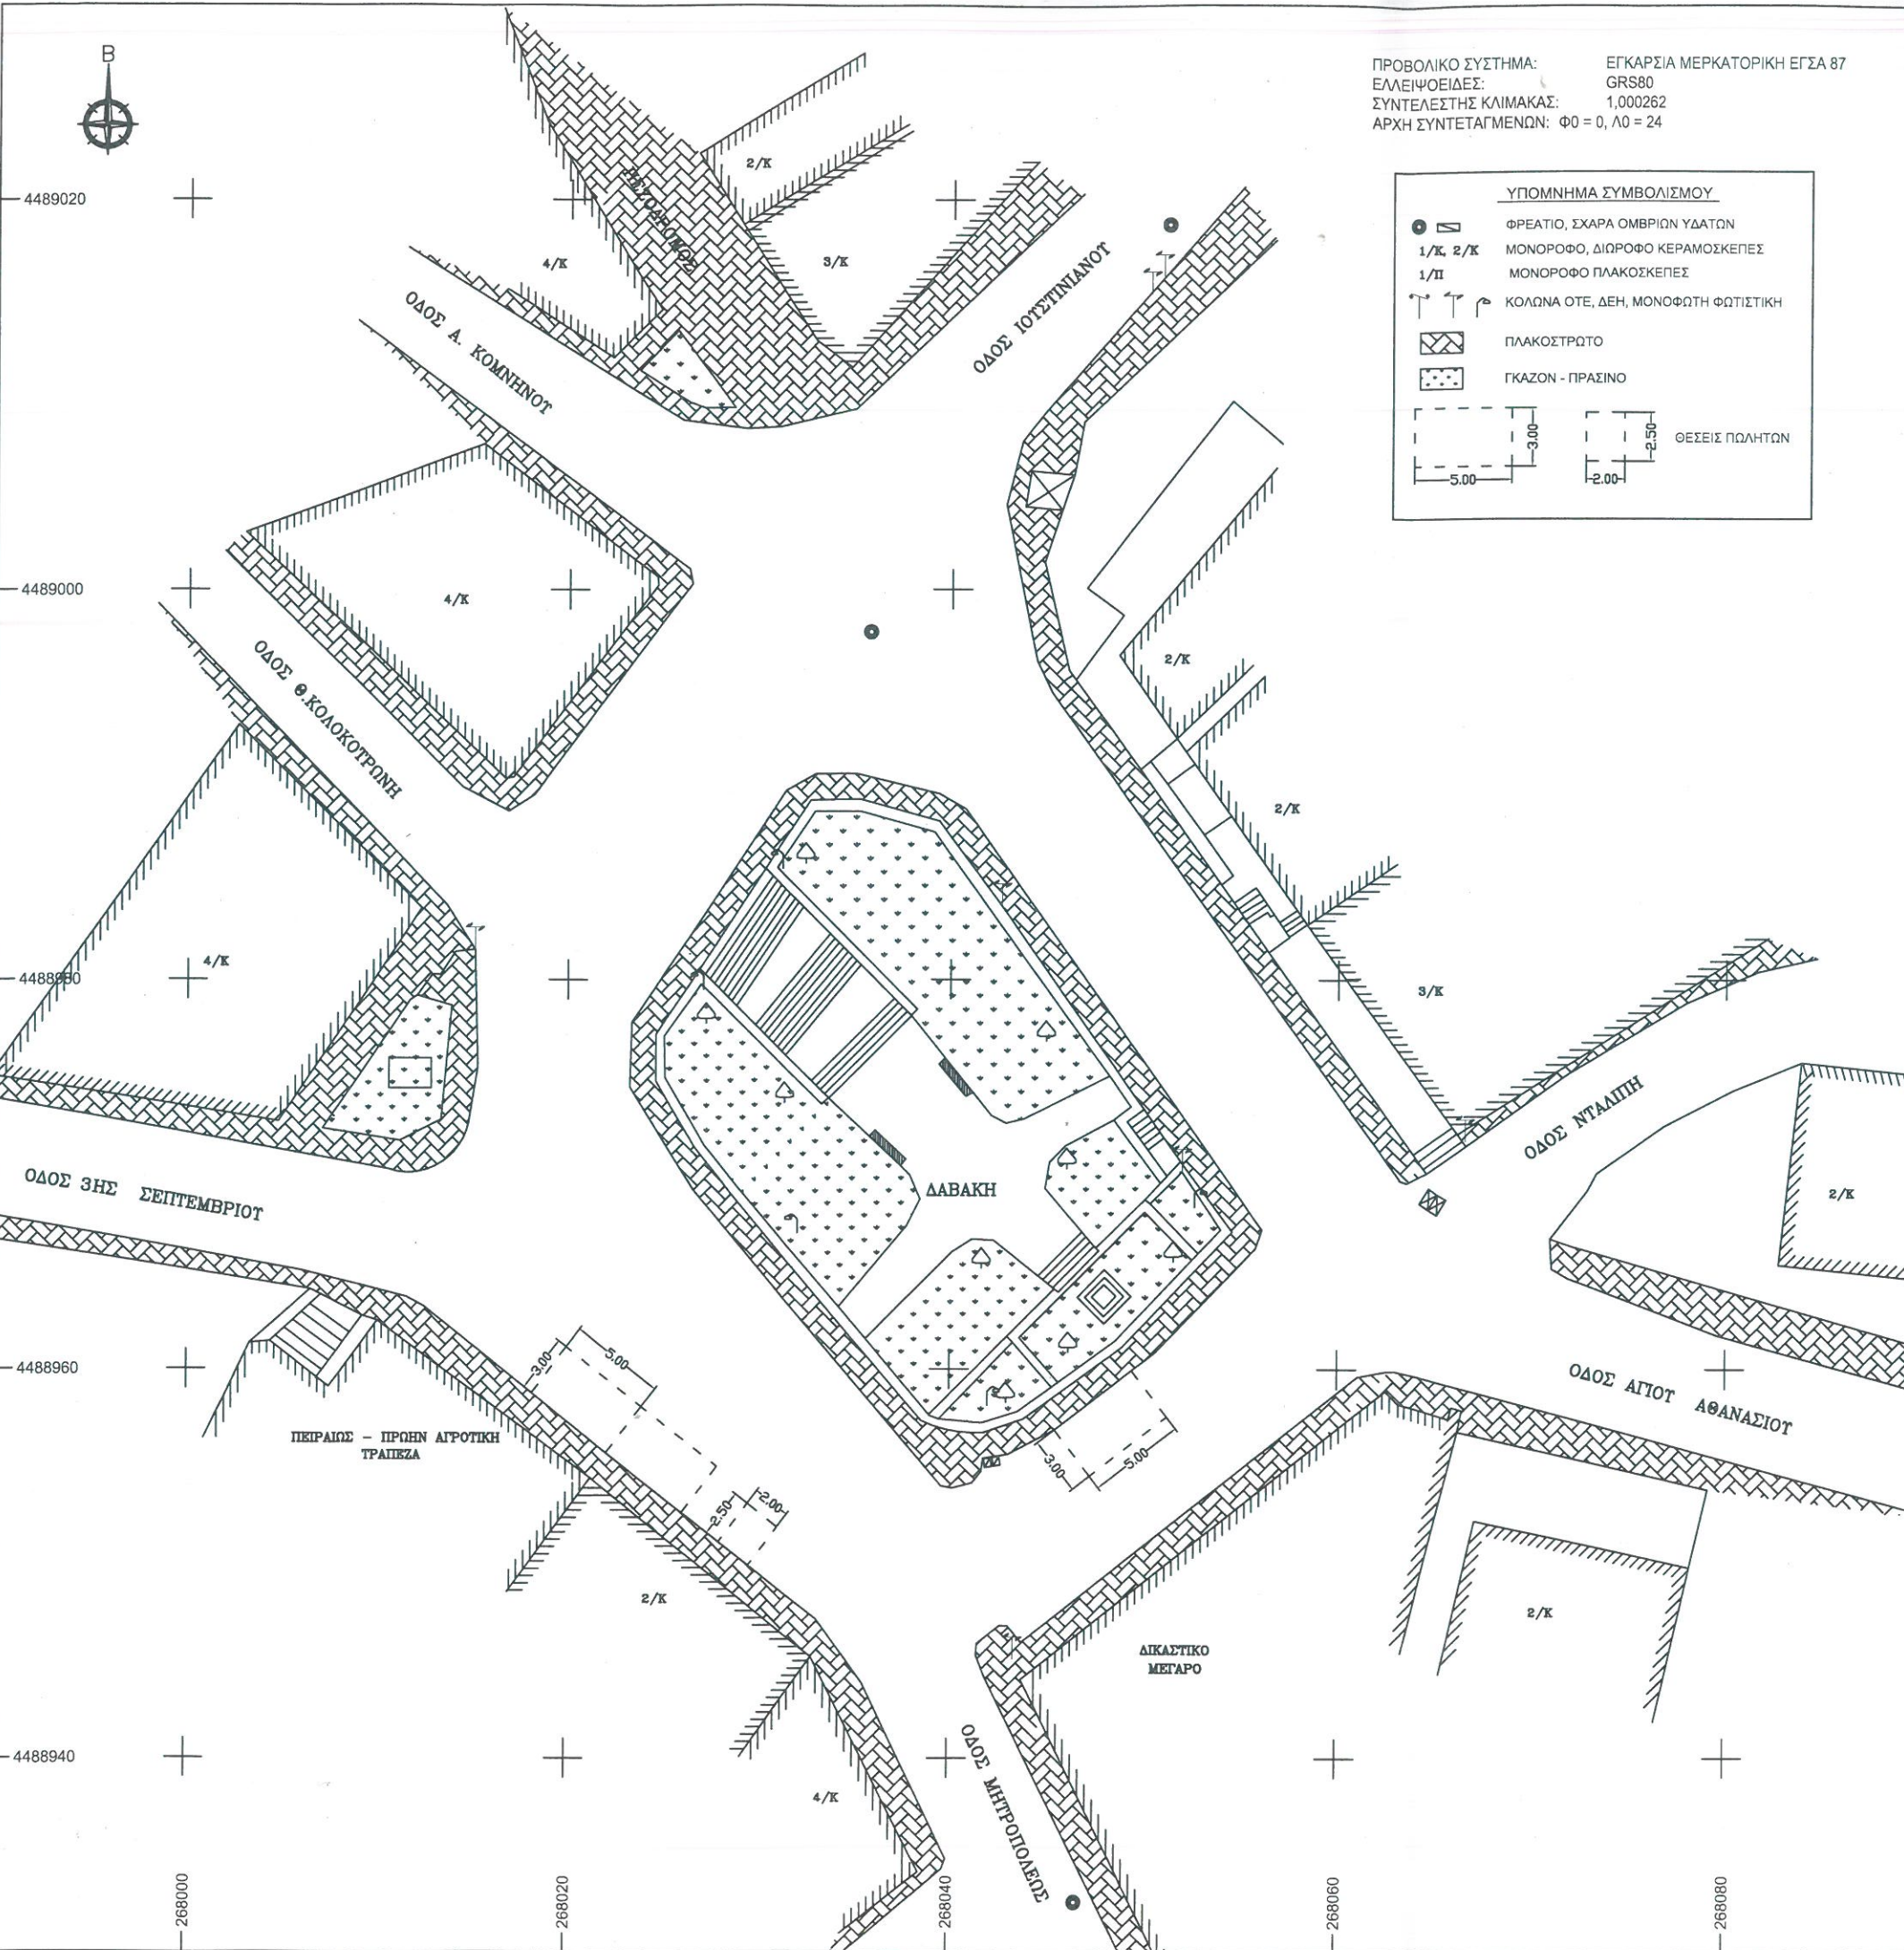 Β
ΠΡΟΒΟΛΙΚΟ ΣΥΣΤΗΜΑ: ΕΓΚΑΡΣΙΑ ΜΕΡΚΑΤΟΡΙΚΗ ΕΓΣΑ 87
ΕΛΛΕΙΨΟΕΙΔΕΣ: GRS80
ΣΥΝΤΕΛΕΣΤΗΣ ΚΛΙΜΑΚΑΣ: 1,000262
ΑΡΧΗ ΣΥΝΤΕΤΑΓΜΕΝΩΝ: Φ0 = 0, Λ0 = 24
ΥΠΟΜΝΗΜΑ ΣΥΜΒΟΛΙΣΜΟΥ
ΦΡΕΑΤΙΟ, ΣΧΑΡΑ ΟΜΒΡΙΩΝ ΥΔΑΤΩΝ
1/Κ, 2/Κ ΜΟΝΟΡΟΦΟ, ΔΙΩΡΟΦΟ ΚΕΡΑΜΟΣΚΕΠΕΣ
1/Π ΜΟΝΟΡΟΦΟ ΠΛΑΚΟΣΚΕΠΕΣ
ΚΟΛΩΝΑ ΟΤΕ, ΔΕΗ, ΜΟΝΟΦΩΤΗ ΦΩΤΙΣΤΙΚΗ
ΠΛΑΚΟΣΤΡΩΤΟ
ΓΚΑΖΟΝ - ΠΡΑΣΙΝΟ
3.00
2.50
ΘΕΣΕΙΣ ΠΩΛΗΤΩΝ
5.00
2.00
4489020
2/Κ
ΠΕΖΟΔΡΟΜΟΣ
4/Κ
3/Κ
ΟΔΟΣ Α. ΚΟΜΝΗΝΟΥ
ΟΔΟΣ ΙΟΥΣΤΙΝΙΑΝΟΥ
4489000
4/Κ
2/Κ
ΟΔΟΣ Θ.ΚΟΛΟΚΟΤΡΩΝΗ
2/Κ
4/Κ
4488980
3/Κ
ΟΔΟΣ ΝΤΑΛΙΠΗ
ΟΔΟΣ 3ΗΣ ΣΕΠΤΕΜΒΡΙΟΥ
ΔΑΒΑΚΗ
2/Κ
4488960
3.00
5.00
ΟΔΟΣ ΑΓΙΟΥ ΑΘΑΝΑΣΙΟΥ
ΠΕΙΡΑΙΩΣ – ΠΡΩΗΝ ΑΓΡΟΤΙΚΗ
ΤΡΑΠΕΖΑ
3.00
5.00
2.50
2.00
2/Κ
2/Κ
ΔΙΚΑΣΤΙΚΟ
ΜΕΓΑΡΟ
4488940
4/Κ
ΟΔΟΣ ΜΗΤΡΟΠΟΛΕΩΣ
268000
268020
268040
268060
268080